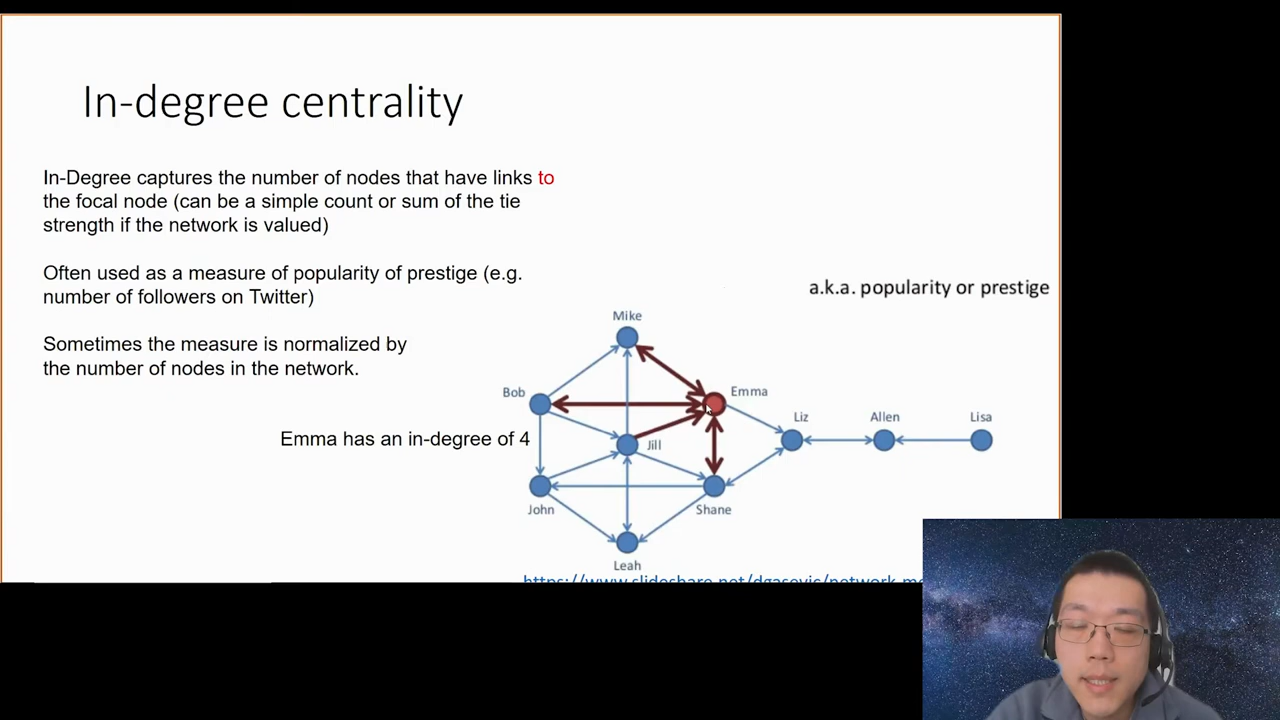 In-degree centrality
In-Degree captures the number of nodes that have links to
the focal node (can be a simple count or sum of the tie
strength if the network is valued)
Often used as a measure of popularity of prestige (e.g.
number of followers on Twitter)
Sometimes the measure is normalized by
the number of nodes in the network.
Emma has an in-degree of 4
a.k.a. popularity or prestige
Mike
Bob
Emma
Liz
Allen
Lisa
Jill
John
Shane
Leah